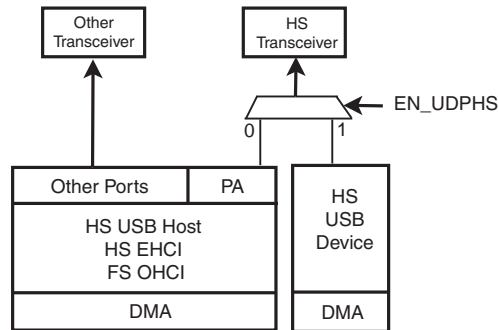 Other
Transceiver
HS
Transceiver
EN_UDPHS
0
1
Other Ports
PA
HS USB Host
HS EHCI
FS OHCI
DMA
HS
USB
Device
DMA